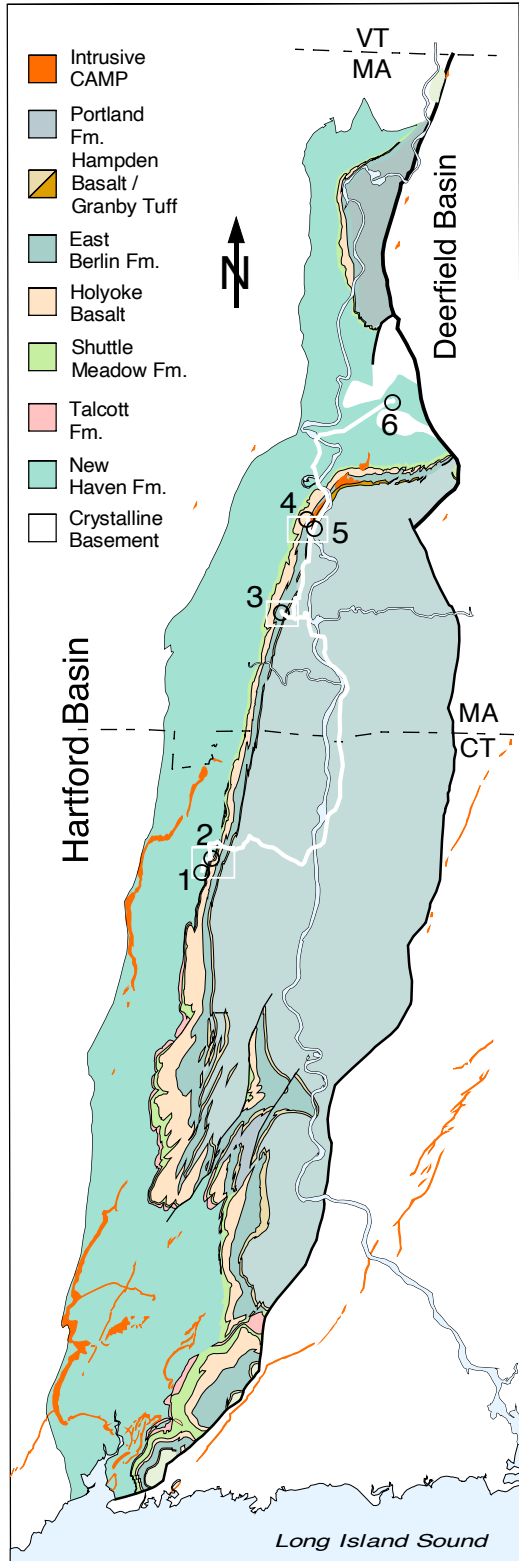 VT
MA
Intrusive
CAMP
Portland
Fm.
Hampden
Basalt /
Granby Tuff
East
Berlin Fm.
Holyoke
Basalt
Shuttle
Meadow Fm.
Talcott
Fm.
New
Haven Fm.
Crystalline
Basement
N
Deerfield Basin
6
4
5
3
Hartford Basin
MA
CT
2
1
Long Island Sound